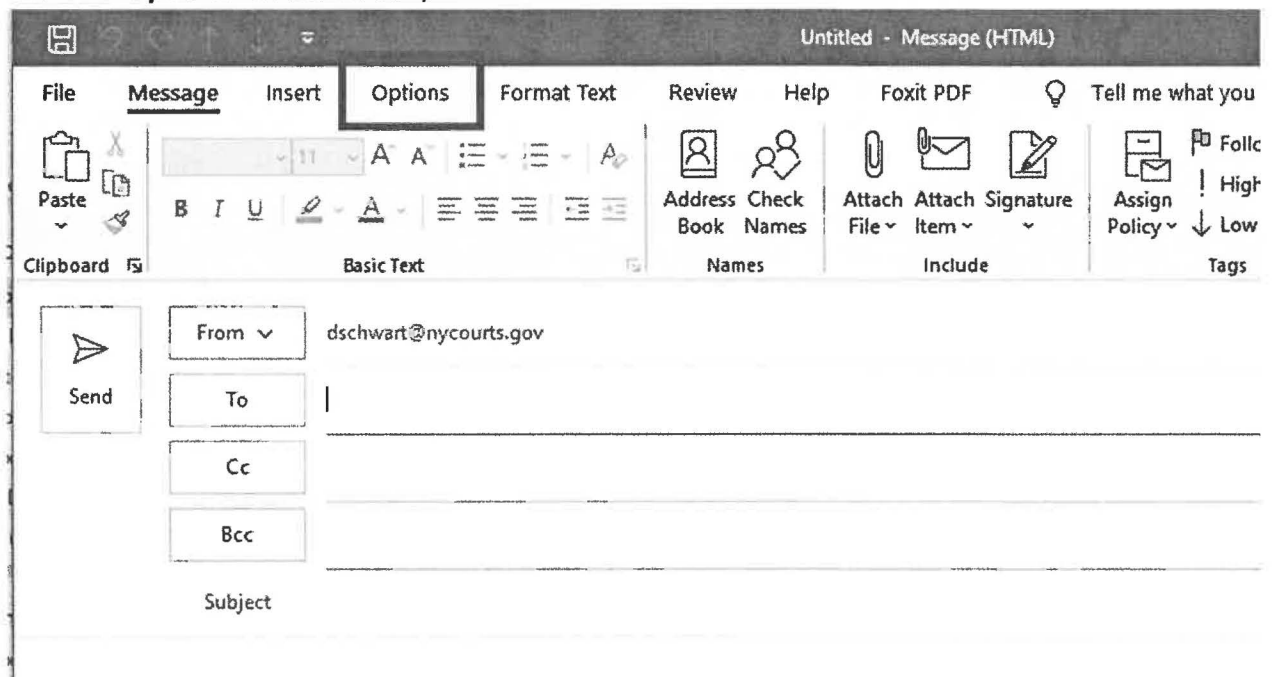 Untitled - Message (HTML)
File Message Insert Options Format Text Review Help Foxit PDF Tell me what you
Paste
11 A A
B I U A
Address Book
Check Names
Attach File
Attach Item
Signature
Assign Policy
High
Low
Clipboard Basic Text Names Include Tags
Send
From dschwart@nycourts.gov
To
Cc
Bcc
Subject